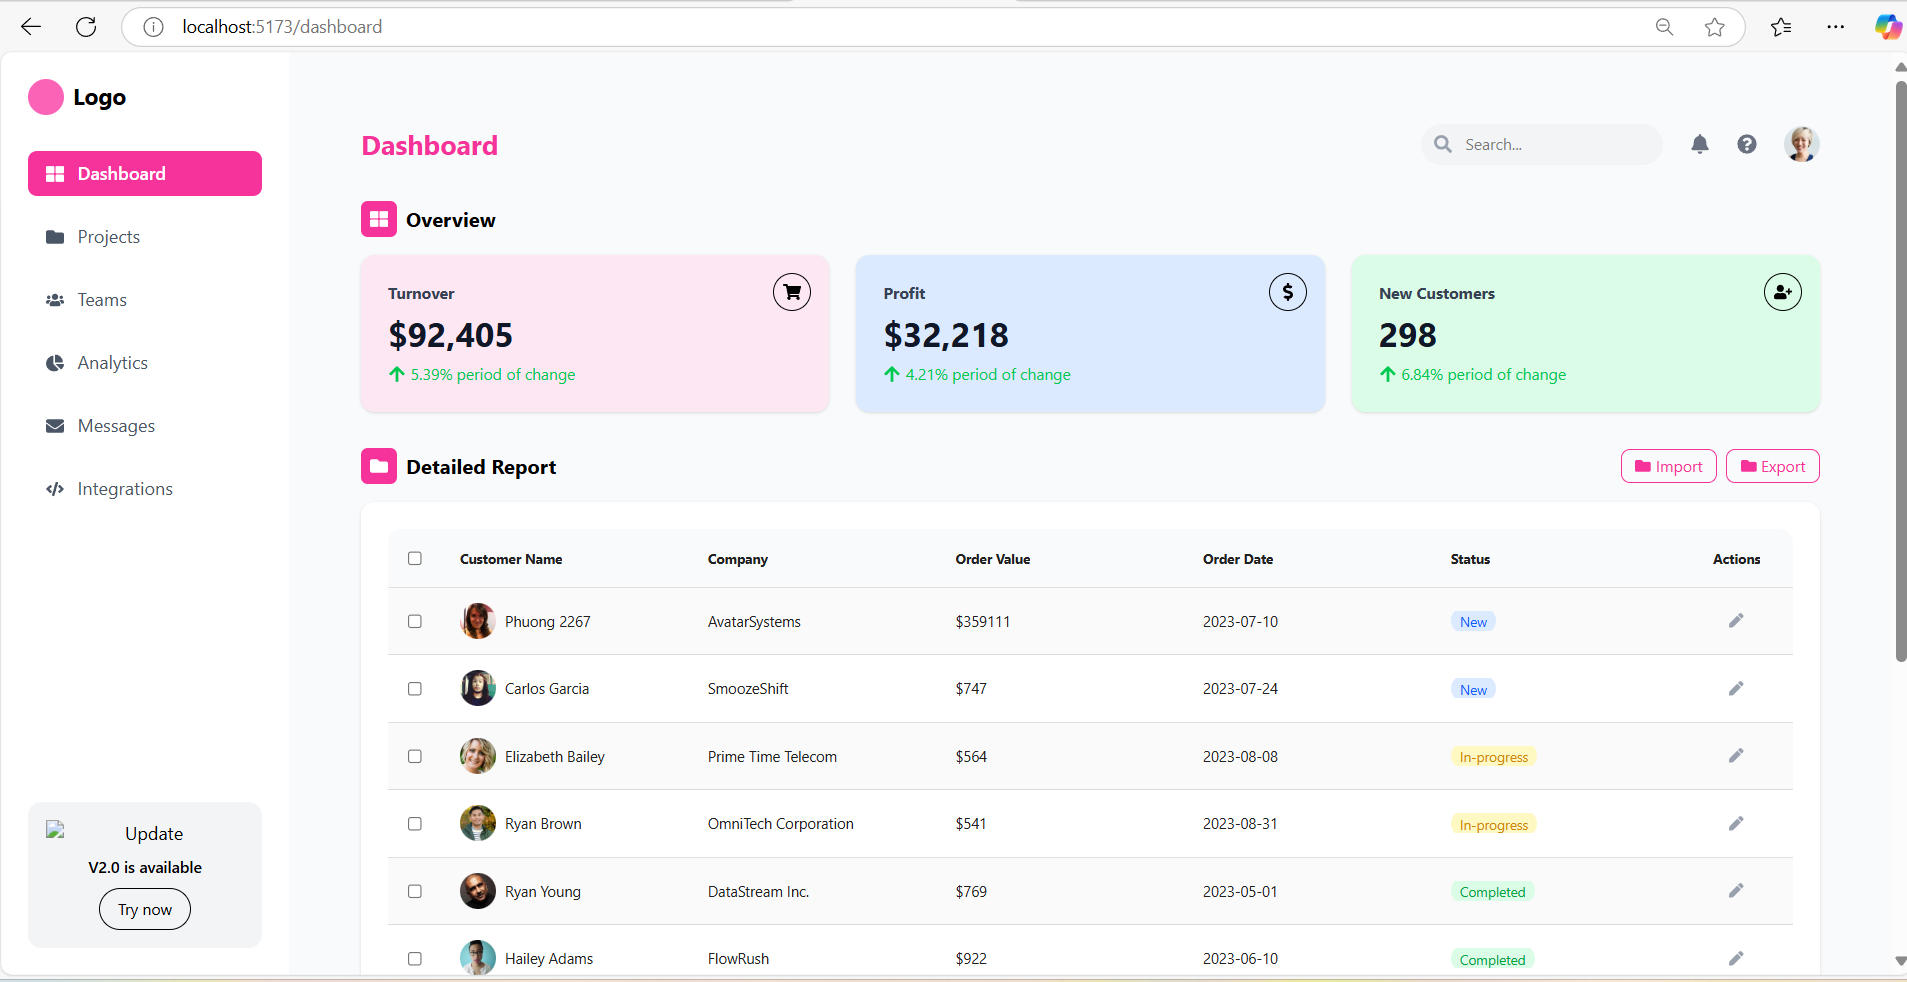 localhost:5173/dashboard
Logo
Dashboard
Projects
Teams
Analytics
Messages
Integrations
Update
V2.0 is available
Try now
Dashboard
Search...
Overview
Turnover
$92,405
5.39% period of change
Profit
$32,218
4.21% period of change
New Customers
298
6.84% period of change
Detailed Report
Import Export
Customer Name Company Order Value Order Date Status Actions
Phuong 2267 AvatarSystems $359111 2023-07-10 New
Carlos Garcia SmoozeShift $747 2023-07-24 New
Elizabeth Bailey Prime Time Telecom $564 2023-08-08 In-progress
Ryan Brown OmniTech Corporation $541 2023-08-31 In-progress
Ryan Young DataStream Inc. $769 2023-05-01 Completed
Hailey Adams FlowRush $922 2023-06-10 Completed